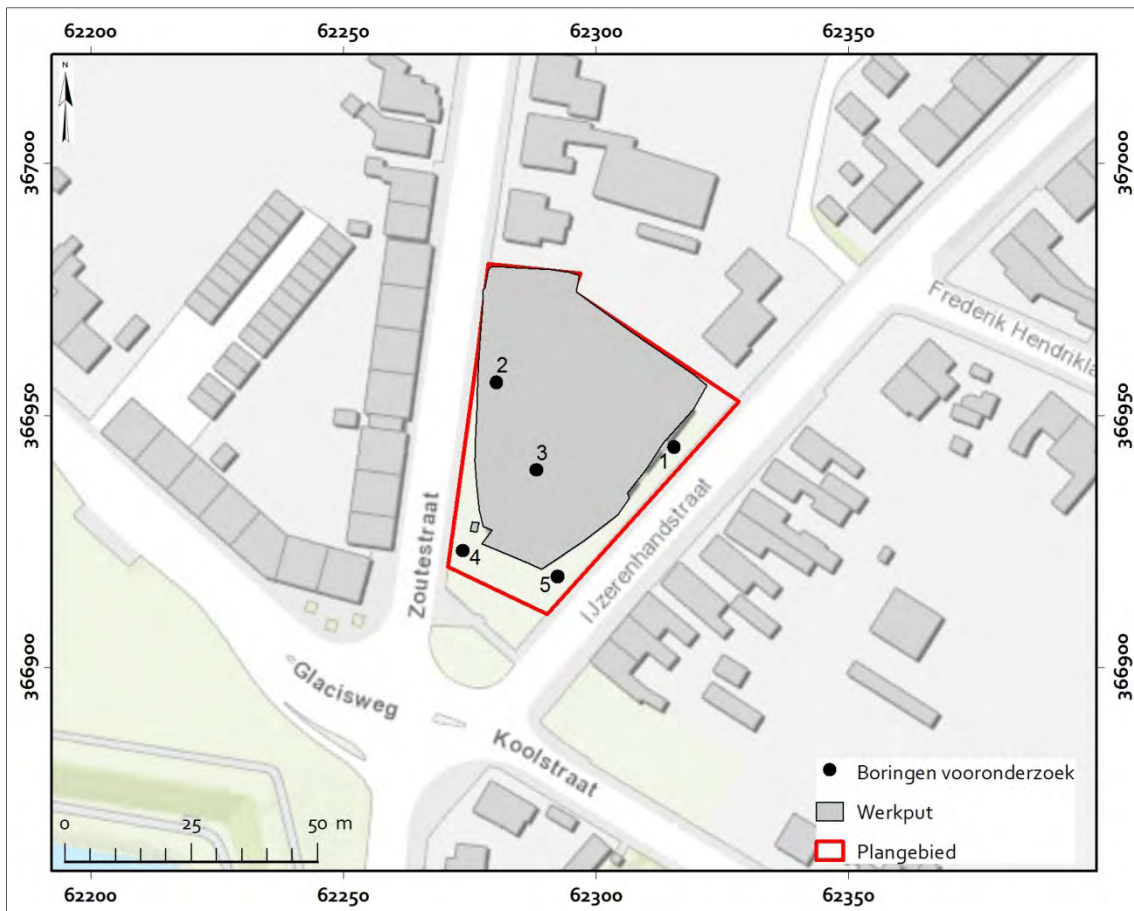 62200 62250 62300 62350
N
367000 367000
Frederik Hendrikla
2
366950 366950
3
1
Zoutestraat
IJzerenhandstraat
4
5
366900 366900
Glacisweg
Koolstraat
Boringen vooronderzoek
Werkput
0 25 50 m
Plangebied
62200 62250 62300 62350